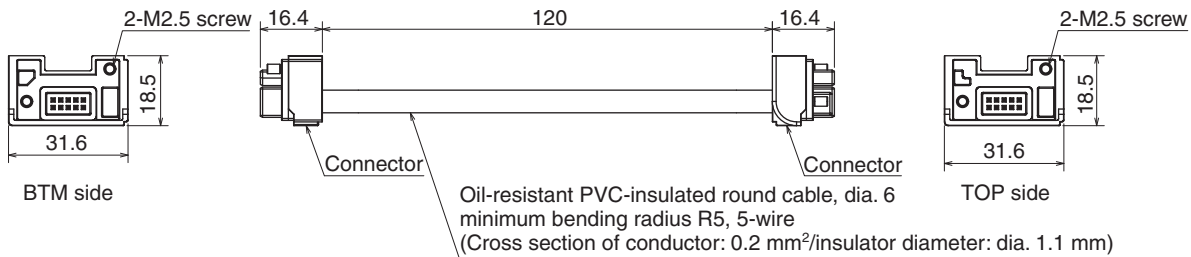 2-M2.5 screw
16.4
120
16.4
2-M2.5 screw
18.5
18.5
31.6
31.6
Connector
Connector
BTM side
TOP side
Oil-resistant PVC-insulated round cable, dia. 6
minimum bending radius R5, 5-wire
(Cross section of conductor: 0.2 mm²/insulator diameter: dia. 1.1 mm)